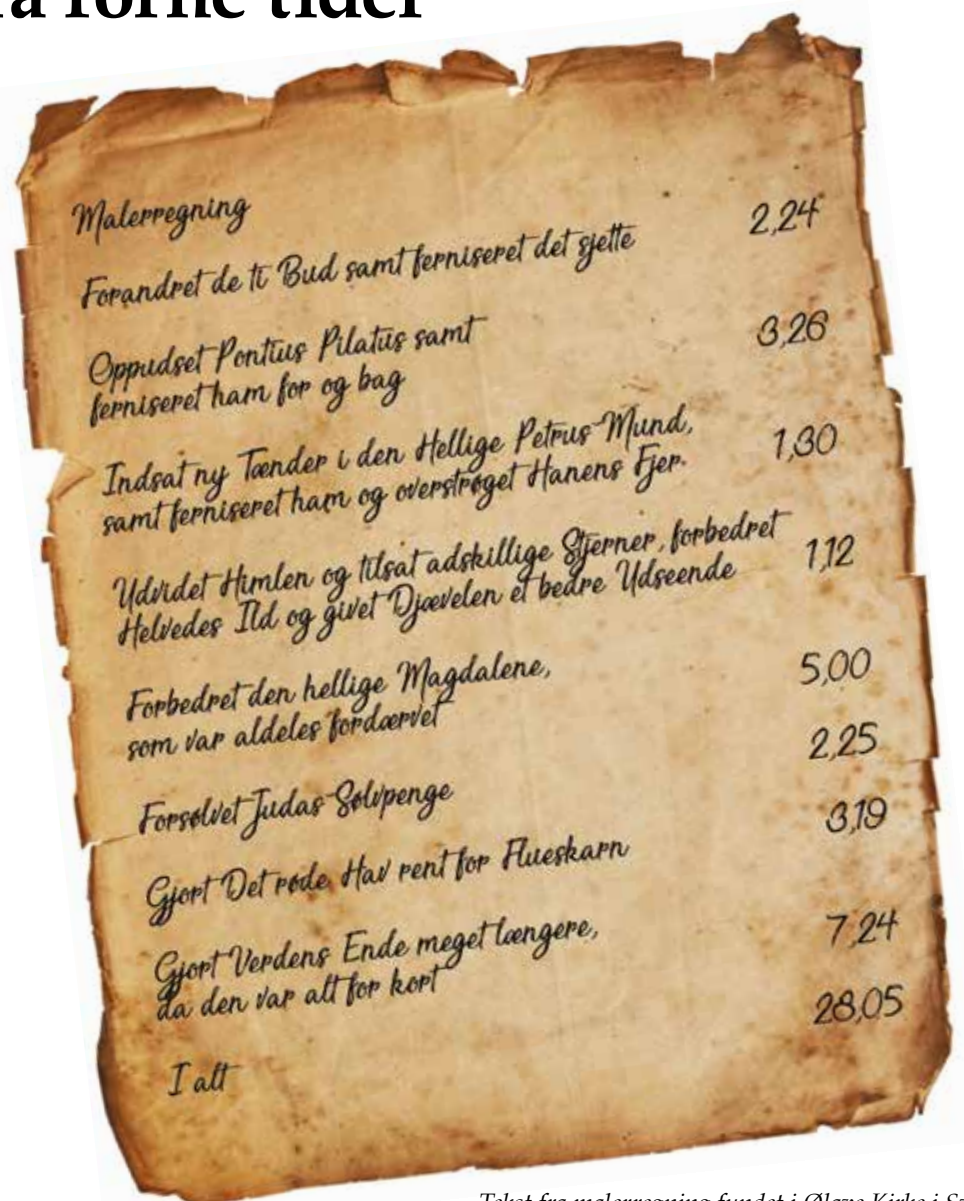 ra forne tider
Malerregning
Forandret de ti Bud samt ferniseret det sjette 2,24
Oppudset Pontius Pilatus samt 3,26
ferniseret ham for og bag
Indsat ny Tænder i den Hellige Petrus Mund, 1,30
samt ferniseret ham og overstrøget Hanens Fjer.
Udvidet Himlen og tilsat adskillige Stjerner, forbedret 1,12
Helvedes Ild og givet Djævelen et bedre Udseende
Forbedret den hellige Magdalene, 5,00
som var aldeles fordærvet
Forsølvet Judas Sølvpenge 2,25
Gjort Det røde Hav rent for Flueskarn 3,19
Gjort Verdens Ende meget længere, 7,24
da den var alt for kort
I alt 28,05
Tekst fra malerregning fundet i Kirke i